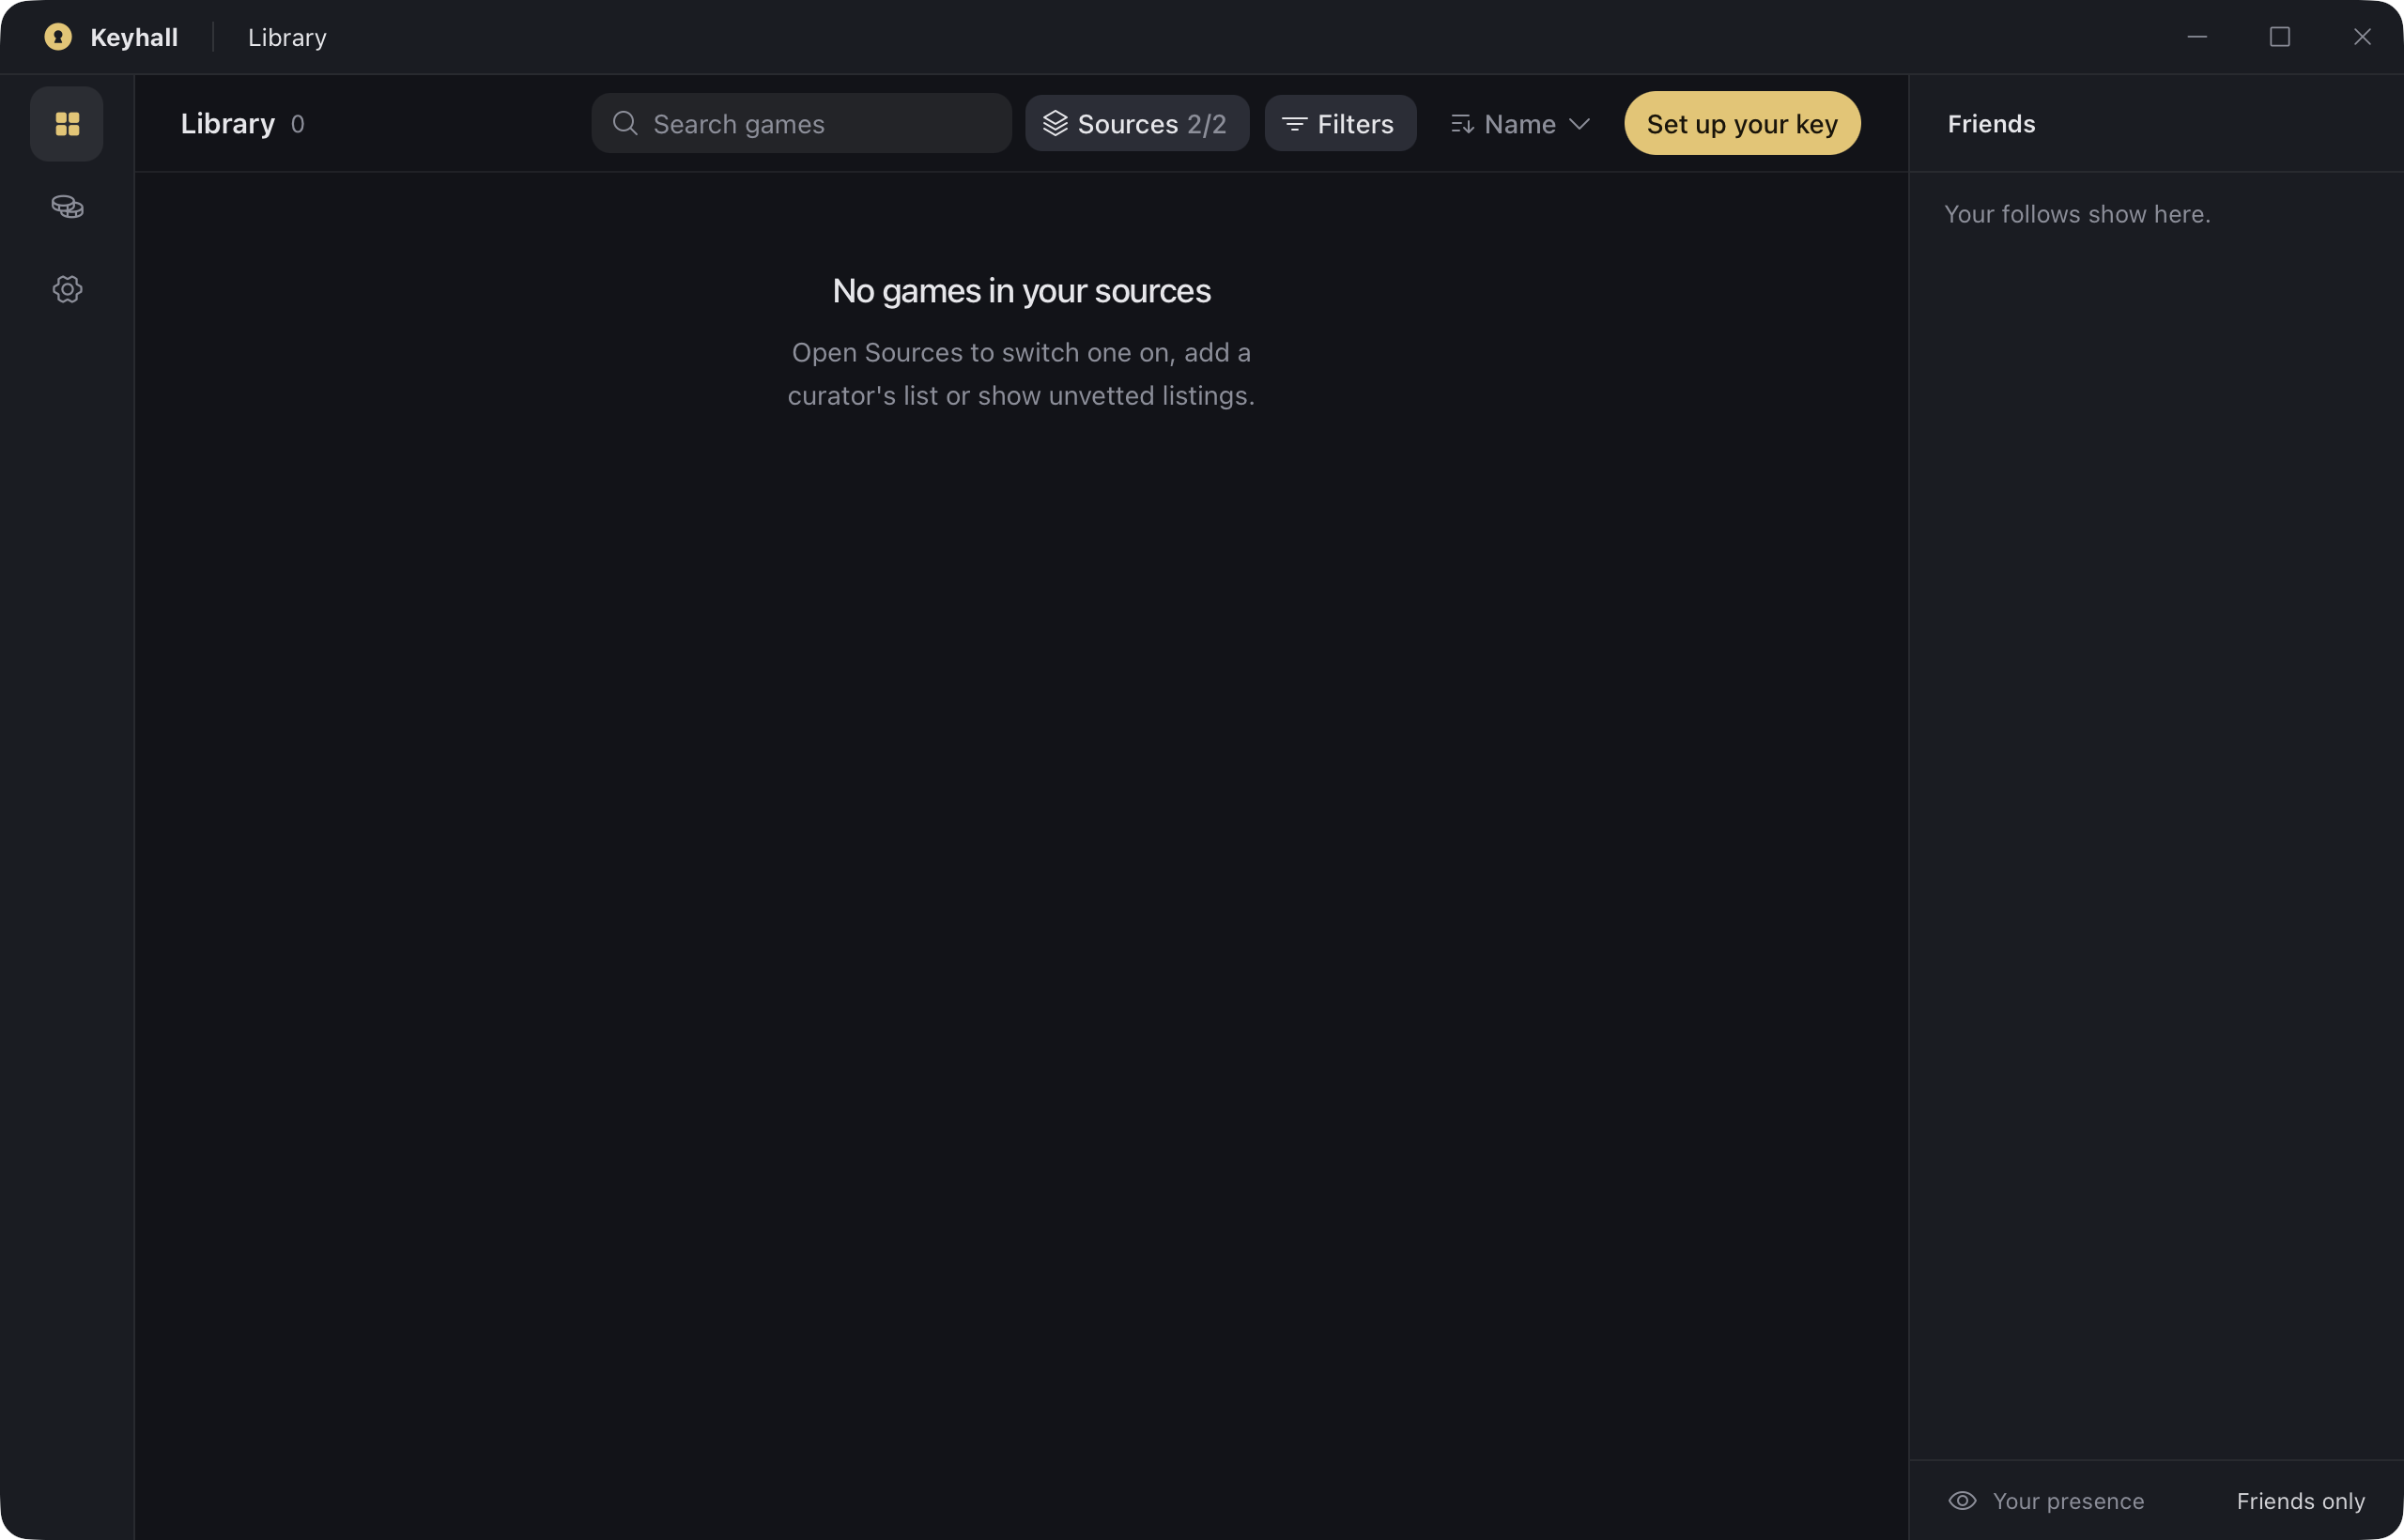 Keyhall
Library
Library 0
Search games
Sources 2/2
Filters
Name
Set up your key
Friends
Your follows show here.
No games in your sources
Open Sources to switch one on, add a
curator's list or show unvetted listings.
Your presence
Friends only